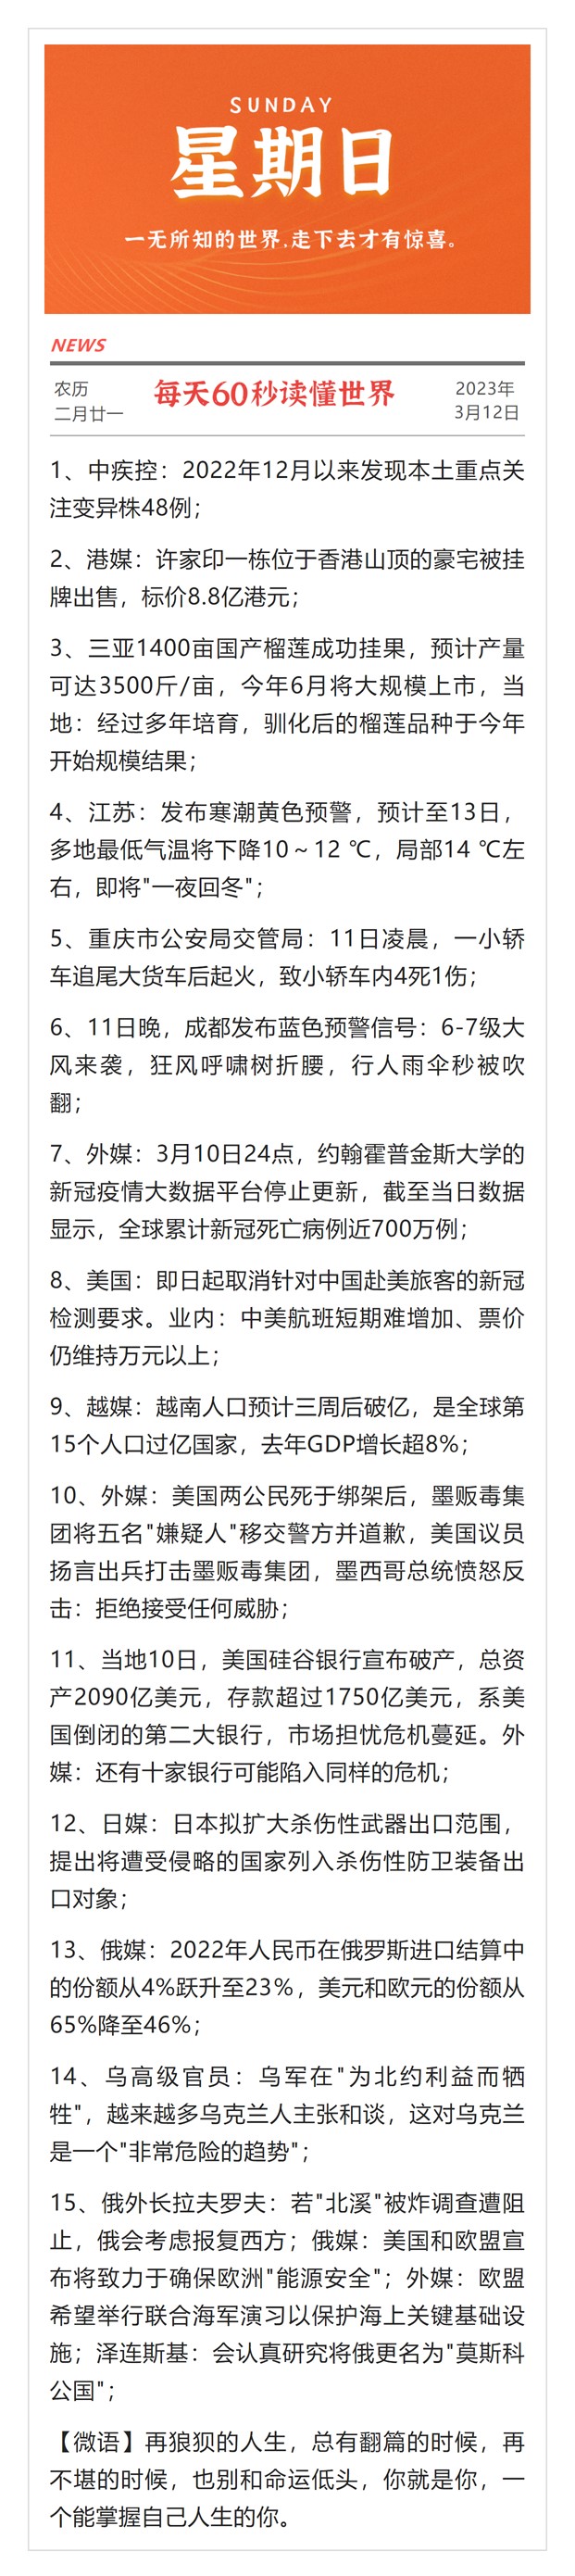 SUNDAY
星期日
一无所知的世界,走下去才有惊喜。
NEWS
农历
二月廿一
每天60秒读懂世界
2023年
3月12日
1、中疾控：2022年12月以来发现本土重点关
注变异株48例；
2、港媒：许家印一栋位于香港山顶的豪宅被挂
牌出售，标价8.8亿港元；
3、三亚1400亩国产榴莲成功挂果，预计产量
可达3500斤/亩，今年6月将大规模上市，当
地：经过多年培育，驯化后的榴莲品种于今年
开始规模结果；
4、江苏：发布寒潮黄色预警，预计至13日，
多地最低气温将下降10～12 ℃，局部14 ℃左
右，即将"一夜回冬"；
5、重庆市公安局交管局：11日凌晨，一小轿
车追尾大货车后起火，致小轿车内4死1伤；
6、11日晚，成都发布蓝色预警信号：6-7级大
风来袭，狂风呼啸树折腰，行人雨伞秒被吹
翻；
7、外媒：3月10日24点，约翰霍普金斯大学的
新冠疫情大数据平台停止更新，截至当日数据
显示，全球累计新冠死亡病例近700万例；
8、美国：即日起取消针对中国赴美旅客的新冠
检测要求。业内：中美航班短期难增加、票价
仍维持万元以上；
9、越媒：越南人口预计三周后破亿，是全球第
15个人口过亿国家，去年GDP增长超8%；
10、外媒：美国两公民死于绑架后，墨贩毒集
团将五名"嫌疑人"移交警方并道歉，美国议员
扬言出兵打击墨贩毒集团，墨西哥总统愤怒反
击：拒绝接受任何威胁；
11、当地10日，美国硅谷银行宣布破产，总资
产2090亿美元，存款超过1750亿美元，系美
国倒闭的第二大银行，市场担忧危机蔓延。外
媒：还有十家银行可能陷入同样的危机；
12、日媒：日本拟扩大杀伤性武器出口范围，
提出将遭受侵略的国家列入杀伤性防卫装备出
口对象；
13、俄媒：2022年人民币在俄罗斯进口结算中
的份额从4%跃升至23%，美元和欧元的份额从
65%降至46%；
14、乌高级官员：乌军在"为北约利益而牺
牲"，越来越多乌克兰人主张和谈，这对乌克兰
是一个"非常危险的趋势"；
15、俄外长拉夫罗夫：若"北溪"被炸调查遭阻
止，俄会考虑报复西方；俄媒：美国和欧盟宣
布将致力于确保欧洲"能源安全"；外媒：欧盟
希望举行联合海军演习以保护海上关键基础设
施；泽连斯基：会认真研究将俄更名为"莫斯科
公国"；
【微语】再狼狈的人生，总有翻篇的时候，再
不堪的时候，也别和命运低头，你就是你，一
个能掌握自己人生的你。